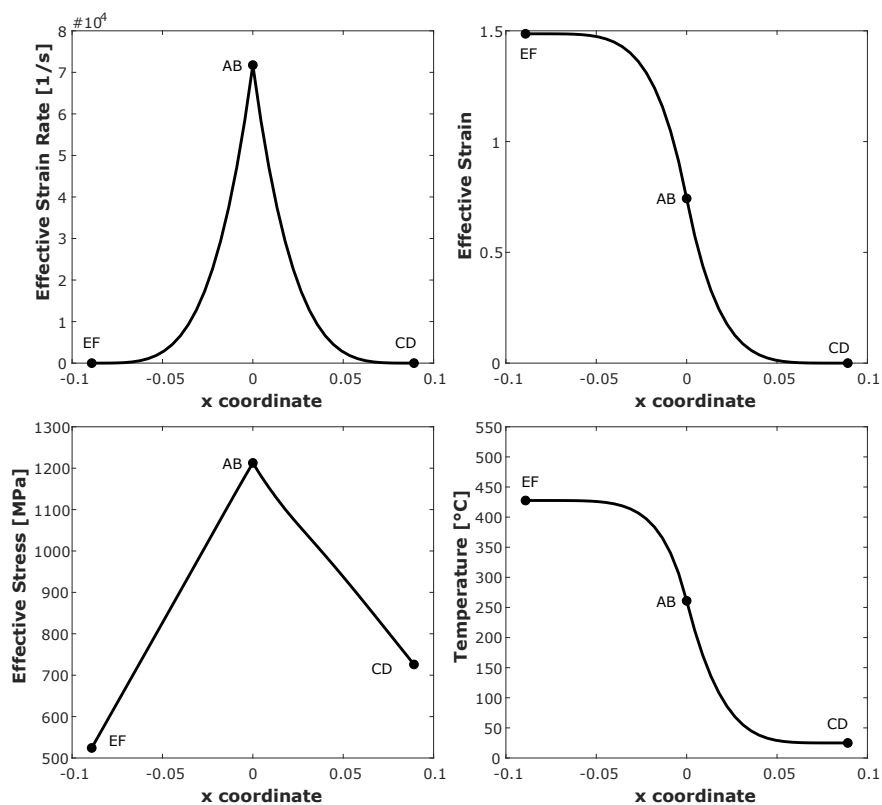 #10⁴
8
7
6
5
4
3
2
1
0
-0.1
-0.05
0
0.05
0.1
Effective Strain Rate [1/s]
x coordinate
AB
EF
CD
1.5
1
0.5
0
-0.1
-0.05
0
0.05
0.1
Effective Strain
x coordinate
EF
AB
CD
1300
1200
1100
1000
900
800
700
600
500
-0.1
-0.05
0
0.05
0.1
Effective Stress [MPa]
x coordinate
AB
CD
EF
550
500
450
400
350
300
250
200
150
100
50
0
-0.1
-0.05
0
0.05
0.1
Temperature [°C]
x coordinate
EF
AB
CD